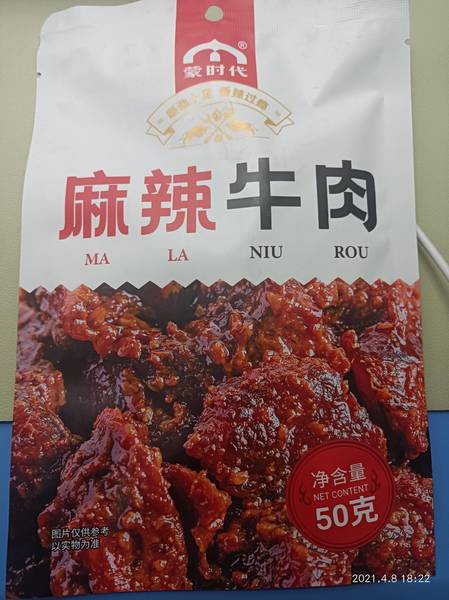 ®
蒙时代
麻辣牛肉
MA LA NIU ROU
净含量
NET CONTENT
50克
图片仅供参考
以实物为准
2021.4.8 18:22